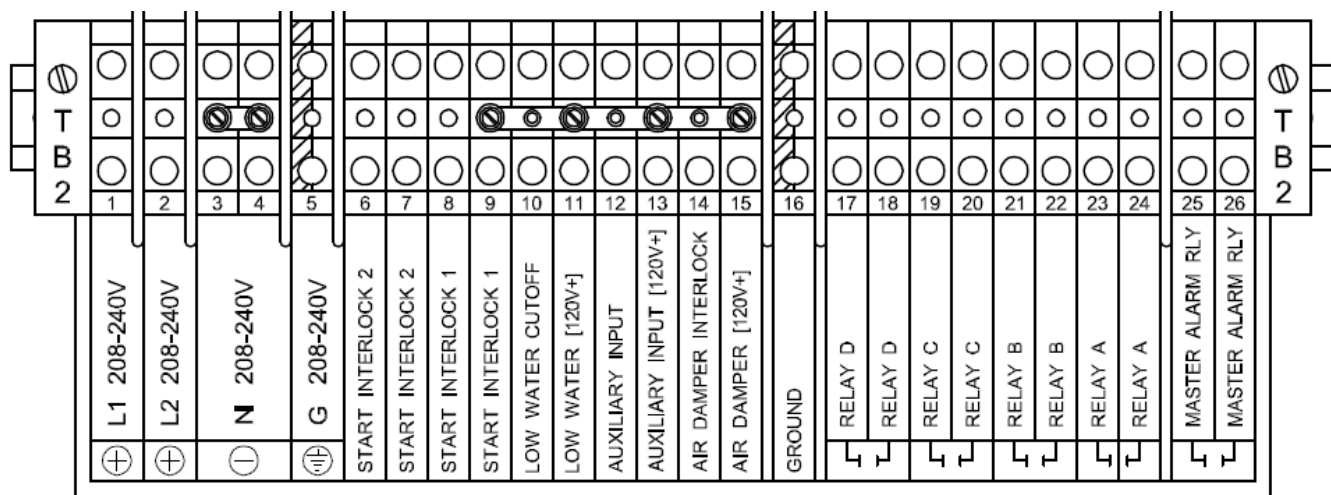 TB2
TB2
1 2 3 4 5 6 7 8 9 10 11 12 13 14 15 16 17 18 19 20 21 22 23 24 25 26
L1 208-240V
L2 208-240V
N 208-240V
G 208-240V
START INTERLOCK 2
START INTERLOCK 2
START INTERLOCK 1
START INTERLOCK 1
LOW WATER CUTOFF
LOW WATER [120V+]
AUXILIARY INPUT
AUXILIARY INPUT [120V+]
AIR DAMPER INTERLOCK
AIR DAMPER [120V+]
GROUND
RELAY D
RELAY D
RELAY C
RELAY C
RELAY B
RELAY B
RELAY A
RELAY A
MASTER ALARM RLY
MASTER ALARM RLY